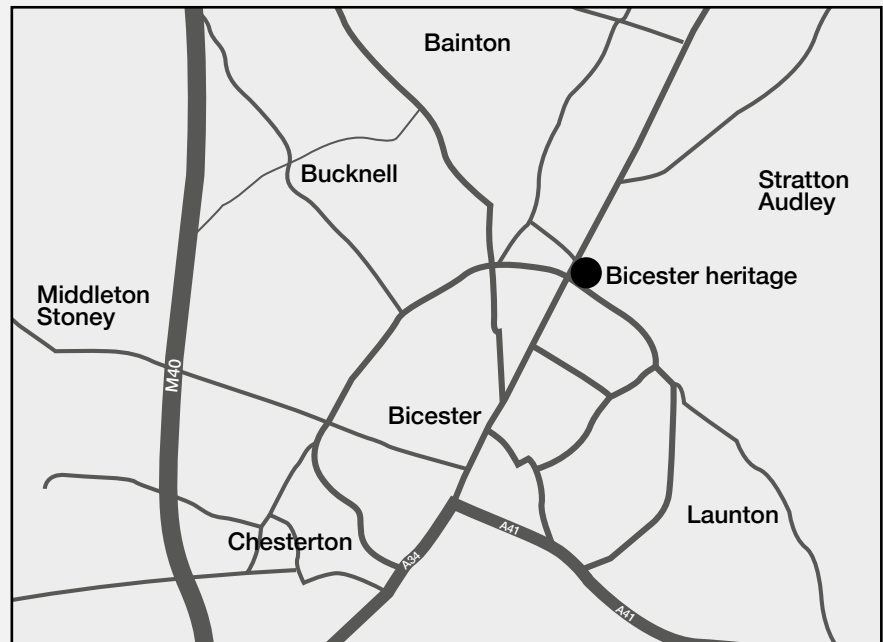 Bainton
Bucknell
Stratton
Audley
Bicester heritage
Middleton
Stoney
M40
Bicester
Launton
A41
Chesterton
A34
A41